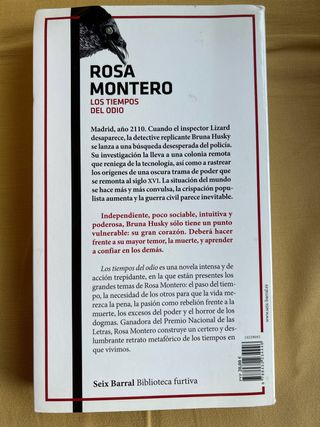 ROSA
MONTERO
LOS TIEMPOS
DEL ODIO
Madrid, año 2110. Cuando el inspector Lizard
desaparece, la detective replicante Bruna Husky
se lanza a una búsqueda desesperada del policía.
Su investigación la lleva a una colonia remota
que reniega de la tecnología, así como a rastrear
los orígenes de una oscura trama de poder que
se remonta al siglo XVI. La situación del mundo
se hace más y más convulsa, la crispación popu-
lista aumenta y la guerra civil parece inevitable.
Independiente, poco sociable, intuitiva y
poderosa, Bruna Husky sólo tiene un punto
vulnerable: su gran corazón. Deberá hacer
frente a su mayor temor, la muerte, y aprender
a confiar en los demás.
Los tiempos del odio es una novela intensa y de
acción trepidante, en la que están presentes los
grandes temas de Rosa Montero: el paso del tiem-
po, la necesidad de los otros para que la vida me-
rezca la pena, la pasión como rebelión frente a la
muerte, los excesos del poder y el horror de los
dogmas. Ganadora del Premio Nacional de las
Letras, Rosa Montero construye un certero y des-
lumbrante retrato metafórico de los tiempos en
que vivimos.
Seix Barral Biblioteca furtiva
www.seix-barral.es